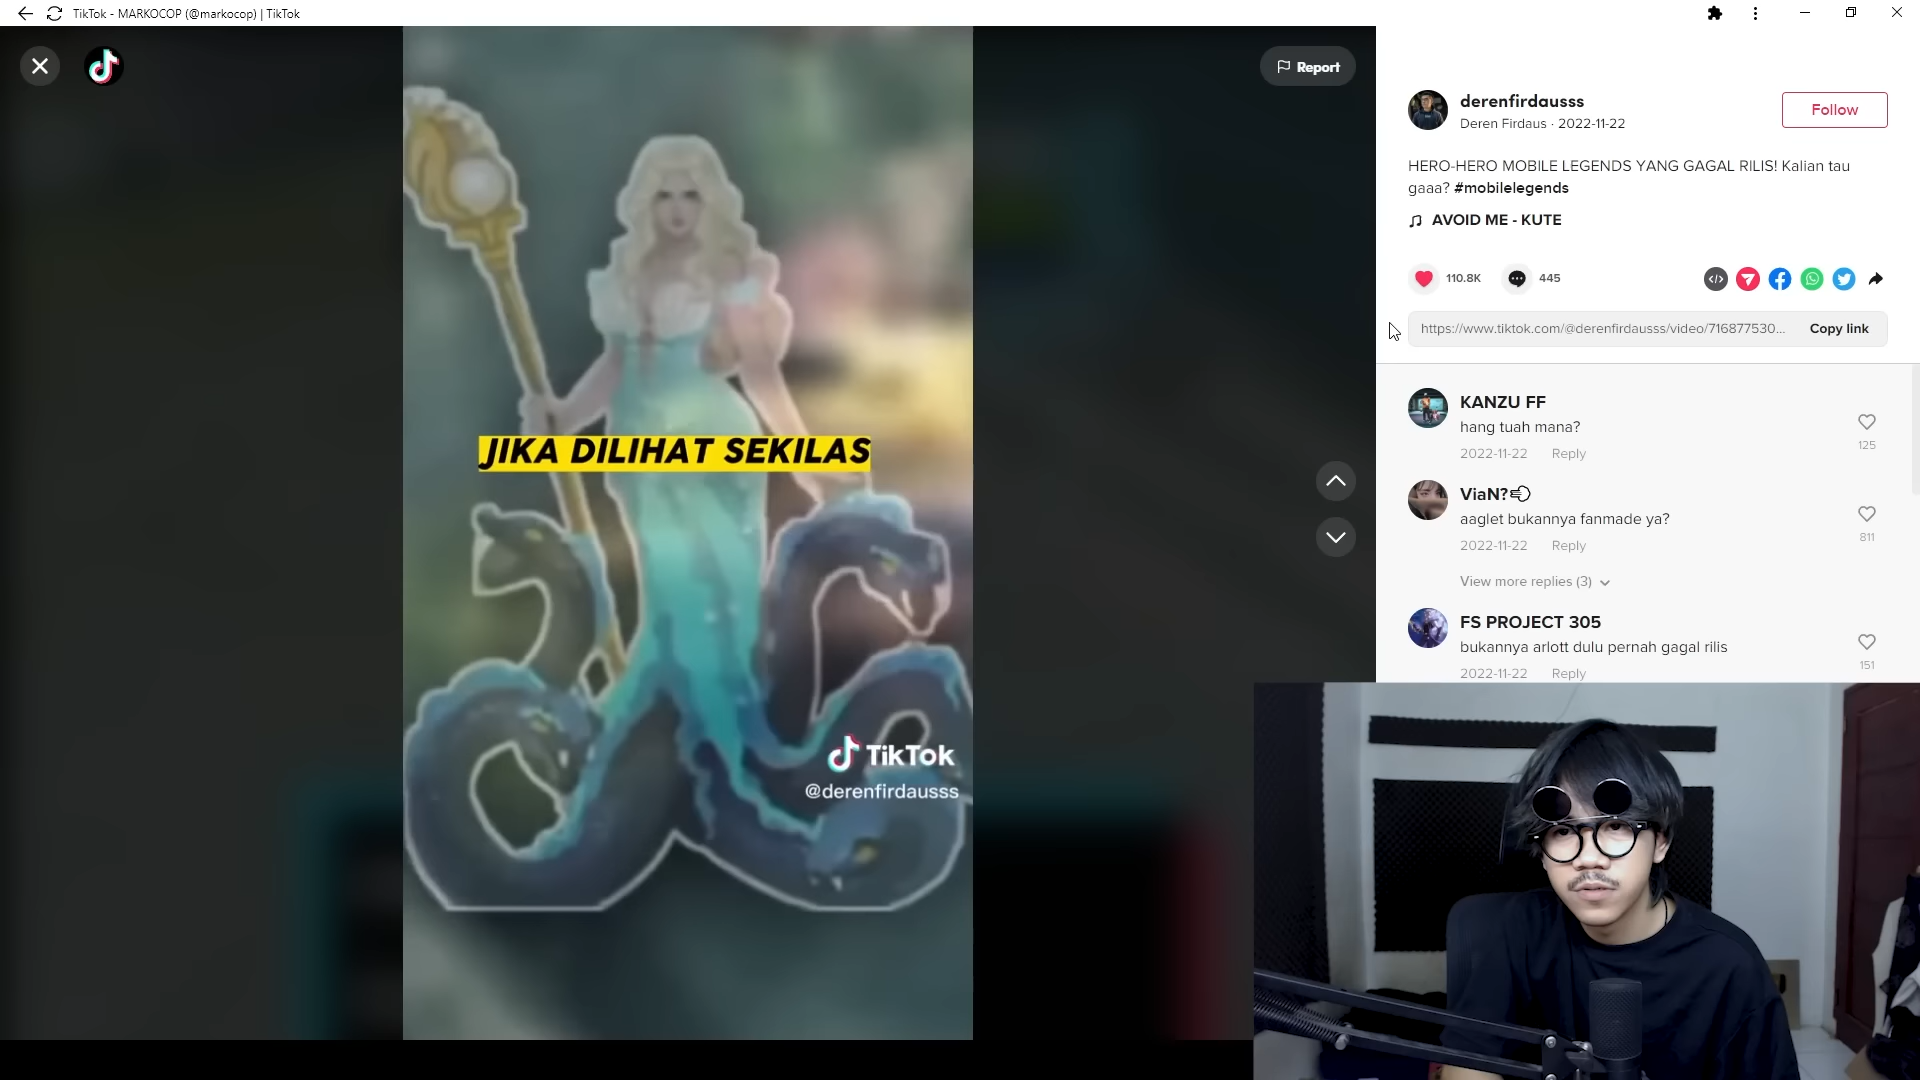 TikTok - MARKOCOP (@markocop) | TikTok
Report
JIKA DILIHAT SEKILAS
TikTok
@derenfirdausss
derenfirdausss
Deren Firdaus · 2022-11-22
Follow
HERO-HERO MOBILE LEGENDS YANG GAGAL RILIS! Kalian tau
gaaa? #mobilelegends
AVOID ME - KUTE
110.8K
445
https://www.tiktok.com/@derenfirdausss/video/716877530...
Copy link
KANZU FF
hang tuah mana?
2022-11-22 Reply
125
ViaN?
aaglet bukannya fanmade ya?
2022-11-22 Reply
811
View more replies (3)
FS PROJECT 305
bukannya arlott dulu pernah gagal rilis
2022-11-22 Reply
151